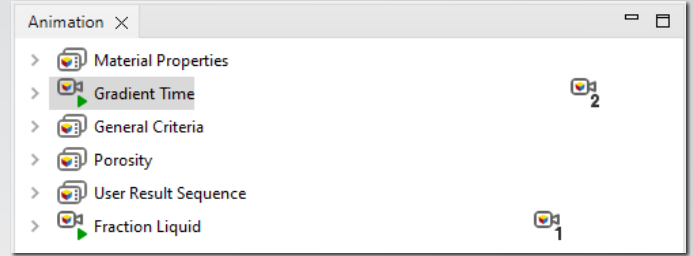 Animation
Material Properties
Gradient Time 2
General Criteria
Porosity
User Result Sequence
Fraction Liquid 1